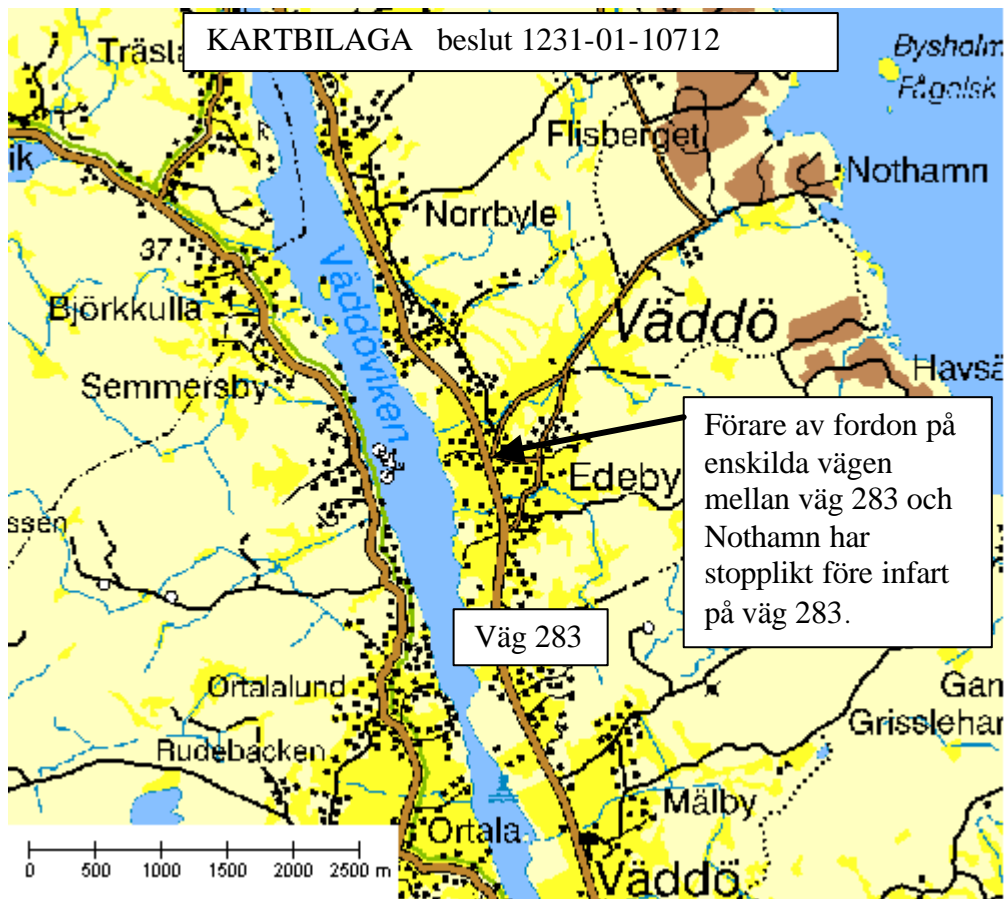 KARTBILAGA beslut 1231-01-10712
Bysholm
Fågelsk
Flisberget
Nothamn
Norrbyle
37
Väddöviken
Björkkulla
Väddö
Semmersby
Havsä
Förare av fordon på
enskilda vägen
mellan väg 283 och
Nothamn har
stopplikt före infart
på väg 283.
Edeby
ssen
Väg 283
Ortalalund
Gan
Grisslehar
Rudebacken
Mälby
Ortala
Väddö
0 500 1000 1500 2000 2500 m